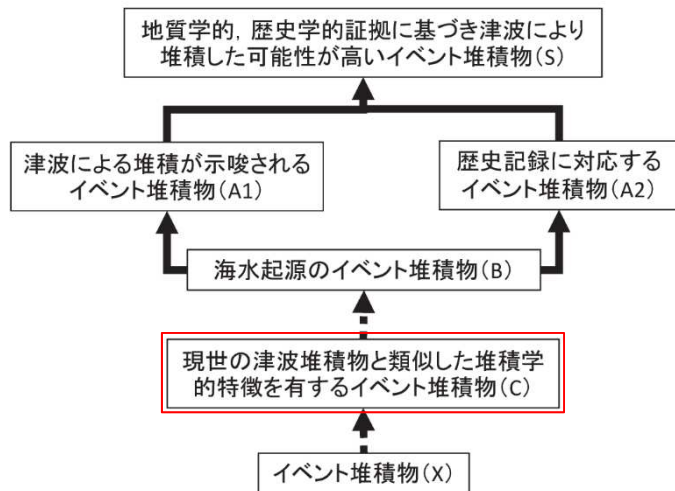 地質学的，歴史学的証拠に基づき津波により
堆積した可能性が高いイベント堆積物(S)
津波による堆積が示唆される
イベント堆積物(A1)
歴史記録に対応する
イベント堆積物(A2)
海水起源のイベント堆積物(B)
現世の津波堆積物と類似した堆積学
的特徴を有するイベント堆積物(C)
イベント堆積物(X)